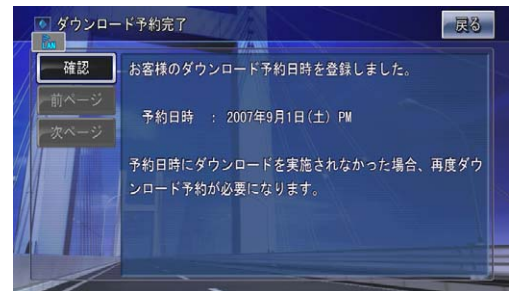 ダウンロード予約完了
戻る
LAN
確認
前ページ
次ページ
お客様のダウンロード予約日時を登録しました。
予約日時 : 2007年9月1日(土) PM
予約日時にダウンロードを実施されなかった場合、再度ダウ
ンロード予約が必要になります。